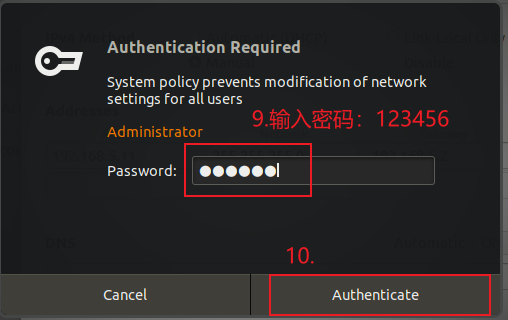 Authentication Required
System policy prevents modification of network
settings for all users
9.输入密码：123456
Administrator
Password: ●●●●●●
10.
Cancel
Authenticate